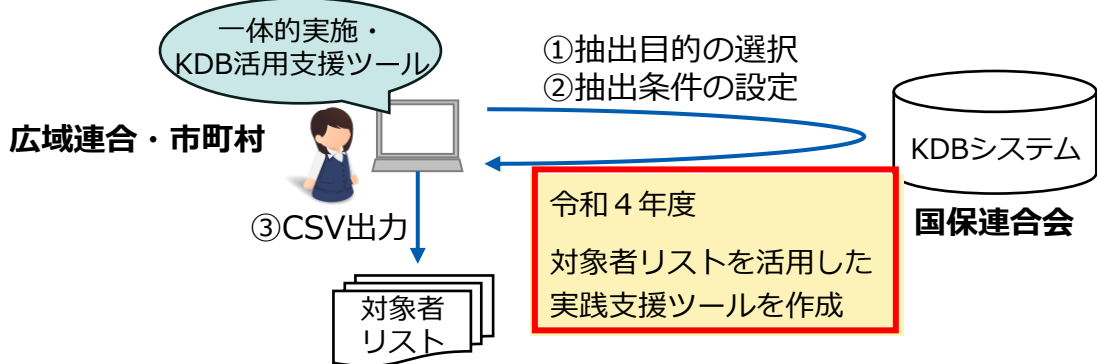 一体的実施・
KDB活用支援ツール
①抽出目的の選択
②抽出条件の設定
広域連合・市町村
KDBシステム
国保連合会
令和４年度
対象者リストを活用した
実践支援ツールを作成
③CSV出力
対象者
リスト